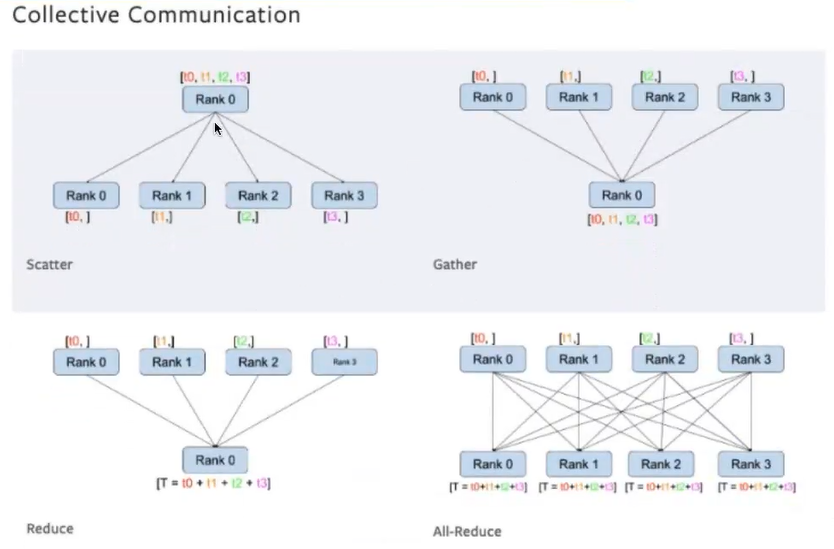 Collective Communication
[t0, t1, t2, t3]
Rank 0
Rank 0 Rank 1 Rank 2 Rank 3
[t0, ] [t1,] [t2,] [t3, ]
Scatter
[t0, ] [t1,] [t2,] [t3, ]
Rank 0 Rank 1 Rank 2 Rank 3
Rank 0
[t0, t1, t2, t3]
Gather
[t0, ] [t1,] [t2,] [t3, ]
Rank 0 Rank 1 Rank 2 Rank 3
Rank 0
[T = t0 + t1 + t2 + t3]
Reduce
[t0, ] [t1,] [t2,] [t3, ]
Rank 0 Rank 1 Rank 2 Rank 3
Rank 0 Rank 1 Rank 2 Rank 3
[T = t0+t1+t2+t3] [T = t0+t1+t2+t3] [T = t0+t1+t2+t3] [T = t0+t1+t2+t3]
All-Reduce